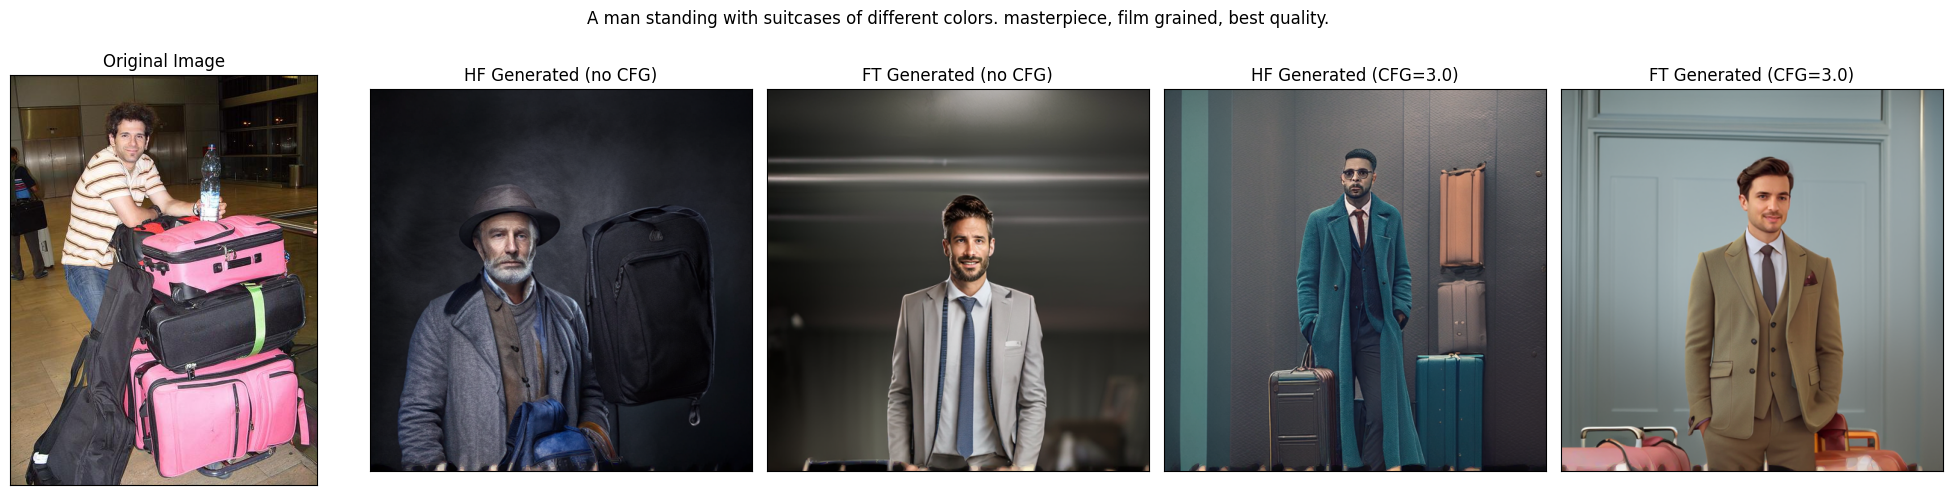 A man standing with suitcases of different colors. masterpiece, film grained, best quality.
Original Image
HF Generated (no CFG)
FT Generated (no CFG)
HF Generated (CFG=3.0)
FT Generated (CFG=3.0)